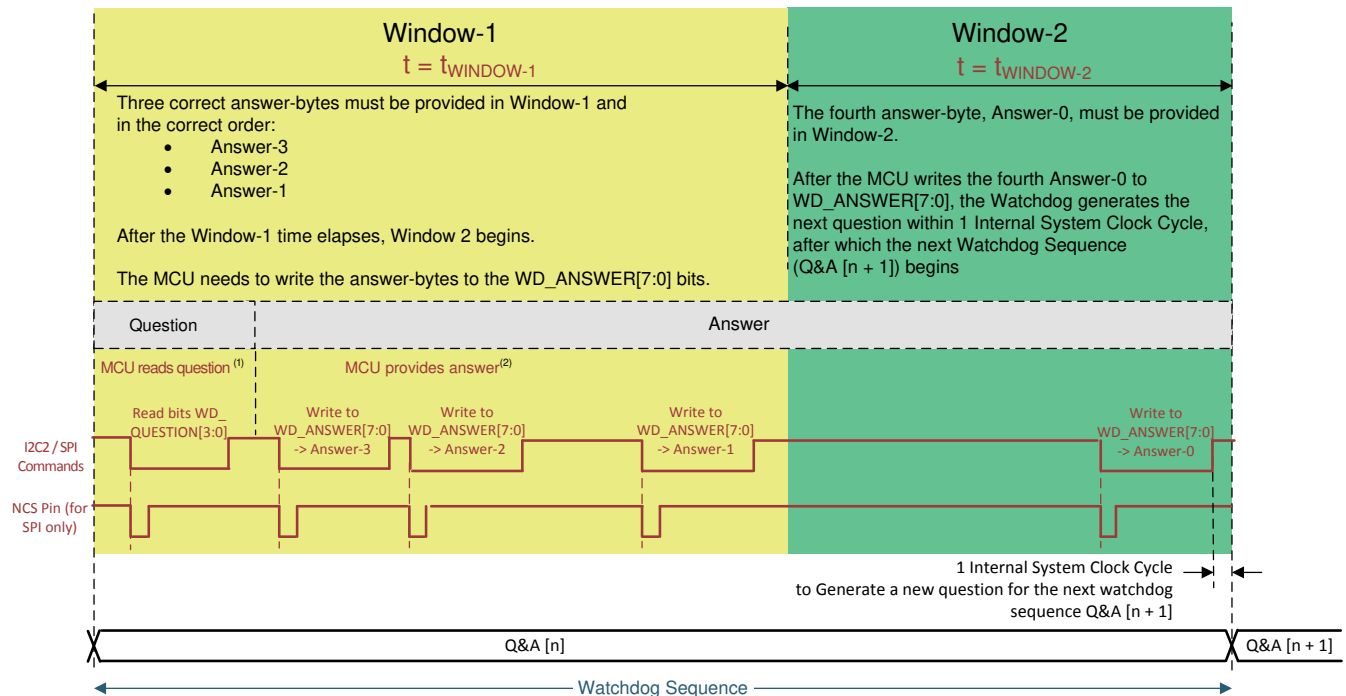 Window-1
t = tWINDOW-1
Three correct answer-bytes must be provided in Window-1 and
in the correct order:
• Answer-3
• Answer-2
• Answer-1
After the Window-1 time elapses, Window 2 begins.
The MCU needs to write the answer-bytes to the WD_ANSWER[7:0] bits.
Window-2
t = tWINDOW-2
The fourth answer-byte, Answer-0, must be provided
in Window-2.
After the MCU writes the fourth Answer-0 to
WD_ANSWER[7:0], the Watchdog generates the
next question within 1 Internal System Clock Cycle,
after which the next Watchdog Sequence
(Q&A [n + 1]) begins
Question
Answer
MCU reads question (1)
MCU provides answer(2)
I2C2 / SPI
Commands
Read bits WD_
QUESTION[3:0]
Write to
WD_ANSWER[7:0]
-> Answer-3
Write to
WD_ANSWER[7:0]
-> Answer-2
Write to
WD_ANSWER[7:0]
-> Answer-1
Write to
WD_ANSWER[7:0]
-> Answer-0
NCS Pin (for
SPI only)
1 Internal System Clock Cycle
to Generate a new question for the next watchdog
sequence Q&A [n + 1]
Q&A [n]
Q&A [n + 1]
Watchdog Sequence